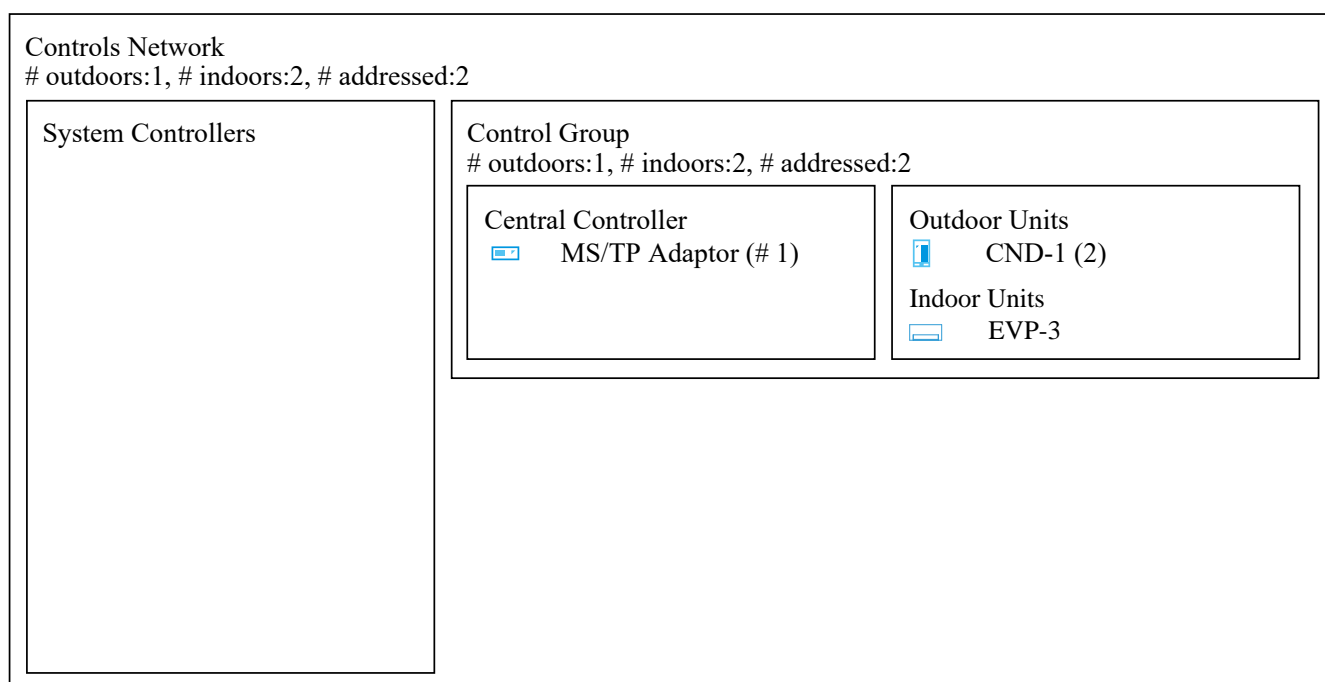 Controls Network
# outdoors:1, # indoors:2, # addressed:2
System Controllers
Control Group
# outdoors:1, # indoors:2, # addressed:2
Central Controller
MS/TP Adaptor (# 1)
Outdoor Units
CND-1 (2)
Indoor Units
EVP-3